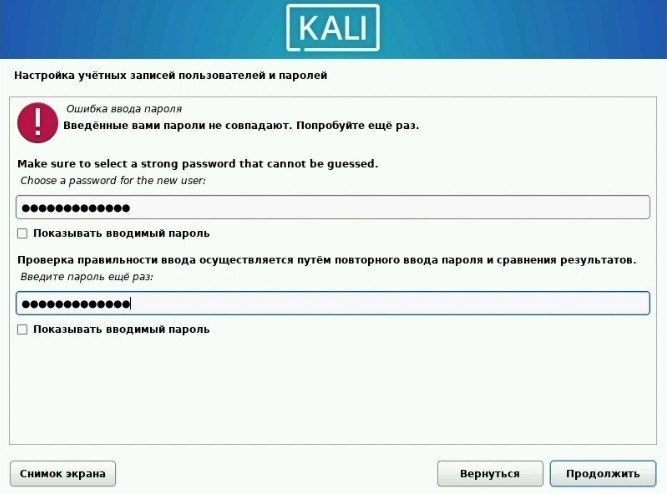 KALI
Настройка учётных записей пользователей и паролей
Ошибка ввода пароля
Введённые вами пароли не совпадают. Попробуйте ещё раз.
Make sure to select a strong password that cannot be guessed.
Choose a password for the new user:
●●●●●●●●●●●●●
Показывать вводимый пароль
Проверка правильности ввода осуществляется путём повторного ввода пароля и сравнения результатов.
Введите пароль ещё раз:
●●●●●●●●●●●●●
Показывать вводимый пароль
Снимок экрана
Вернуться
Продолжить